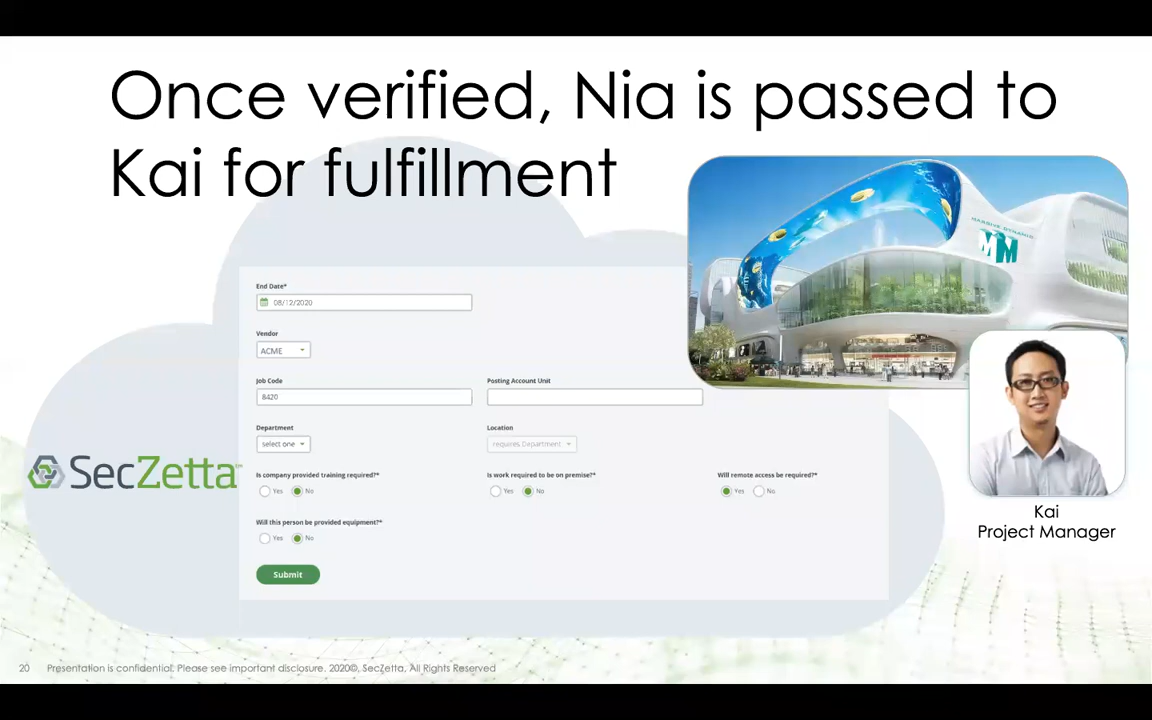 Once verified, Nia is passed to
Kai for fulfillment
MASSIVE DYNAMIC
End Date*
08/12/2020
Vendor
ACME
Job Code
Posting Account Unit
8420
Department
Location
select one
requires Department
Is company provided training required?*
Is work required to be on premise?*
Will remote access be required?*
Yes No
Yes No
Yes No
Will this person be provided equipment?*
Yes No
Submit
SecZetta™
Kai
Project Manager
20 Presentation is confidential. Please see important disclosure. 2020©, SecZetta, All Rights Reserved